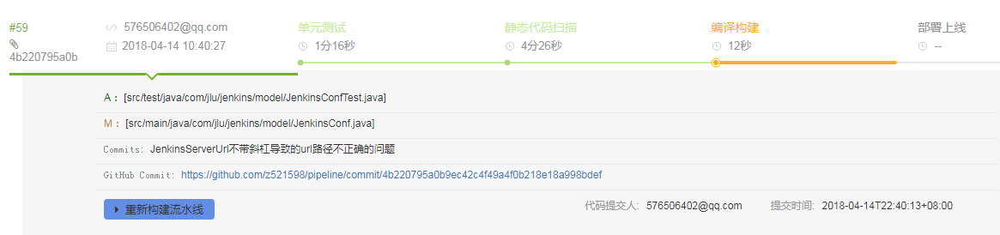 #59
576506402@qq.com
单元测试
静态代码扫描
编译构建
部署上线
4b220795a0b
2018-04-14 10:40:27
1分16秒
4分26秒
12秒
--
A : [src/test/java/com/jlu/jenkins/model/JenkinsConfTest.java]
M : [src/main/java/com/jlu/jenkins/model/JenkinsConf.java]
Commits: JenkinsServerUrl不带斜杠导致的url路径不正确的问题
GitHub Commit: https://github.com/z521598/pipeline/commit/4b220795a0b9ec42c4f49a4f0b218e18a998bdef
重新构建流水线
代码提交人: 576506402@qq.com
提交时间: 2018-04-14T22:40:13+08:00